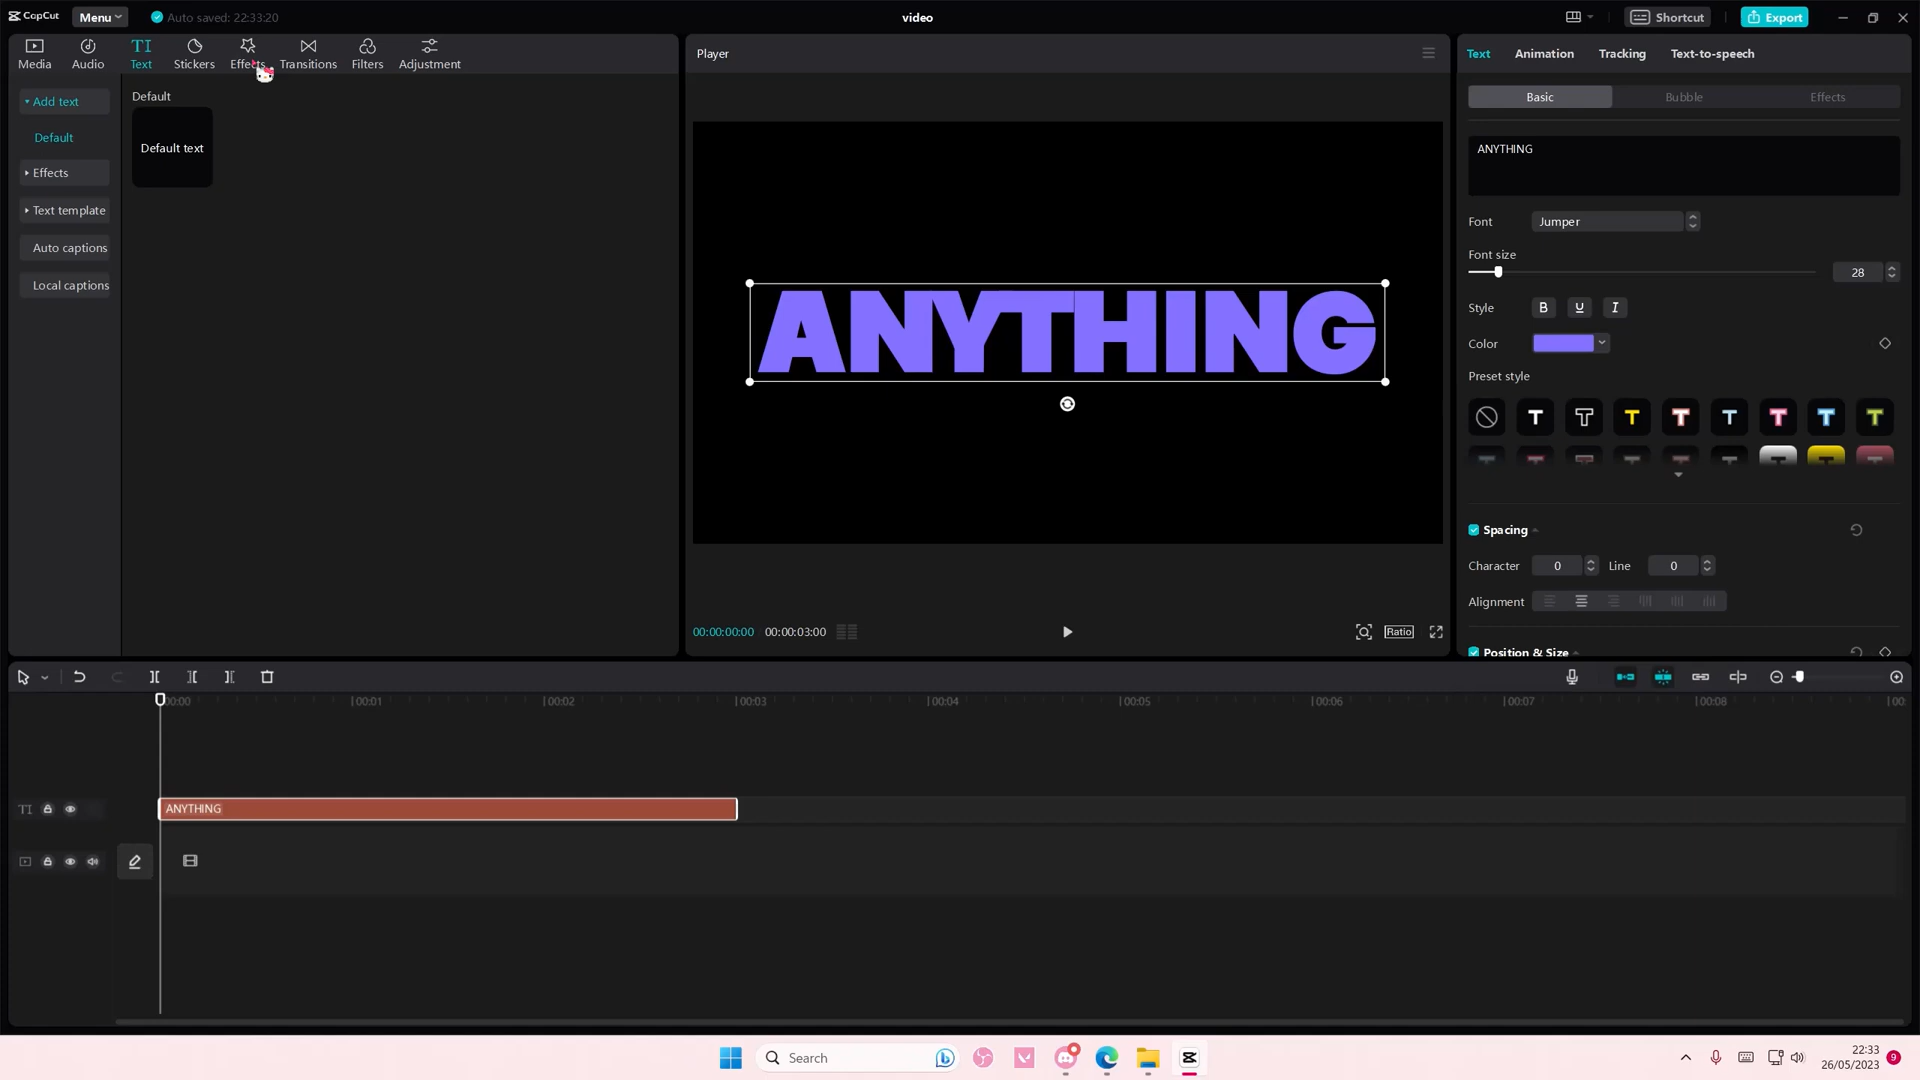 CapCut
Menu
Auto saved: 22:33:20
video
Shortcut
Export
Media
Audio
TI
Text
Stickers
Effects
Transitions
Filters
Adjustment
Player
Text
Animation
Tracking
Text-to-speech
Add text
Default
Effects
Text template
Auto captions
Local captions
Default
Default text
ANYTHING
00:00:00:00
00:00:03:00
Ratio
Basic
Bubble
Effects
ANYTHING
Font
Jumper
Font size
28
Style
B
U
I
Color
Preset style
T T T T T T T T
Spacing
Character
0
Line
0
Alignment
Position & Size
00:00
00:01
00:02
00:03
00:04
00:05
00:06
00:07
00:08
TI
ANYTHING
Search
22:33
26/05/2023
9